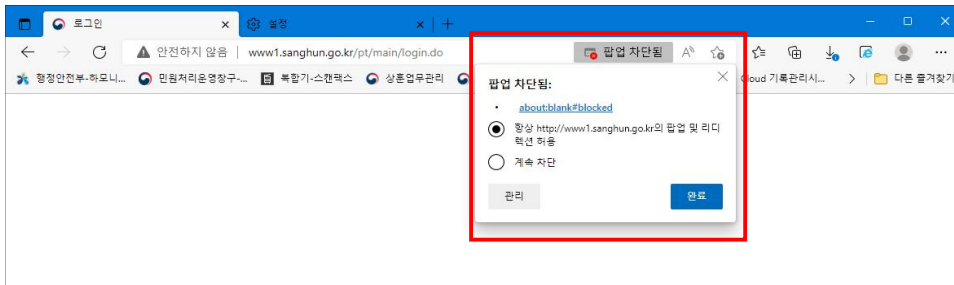 로그인
설정
안전하지 않음
www1.sanghun.go.kr/pt/main/login.do
팝업 차단됨
행정안전부-하모니...
민원처리운영창구-...
복합기-스캔팩스
상훈업무관리
Cloud 기록관리시...
다른 즐겨찾기
팝업 차단됨:
about:blank#blocked
항상 http://www1.sanghun.go.kr의 팝업 및 리디
렉션 허용
계속 차단
관리
완료